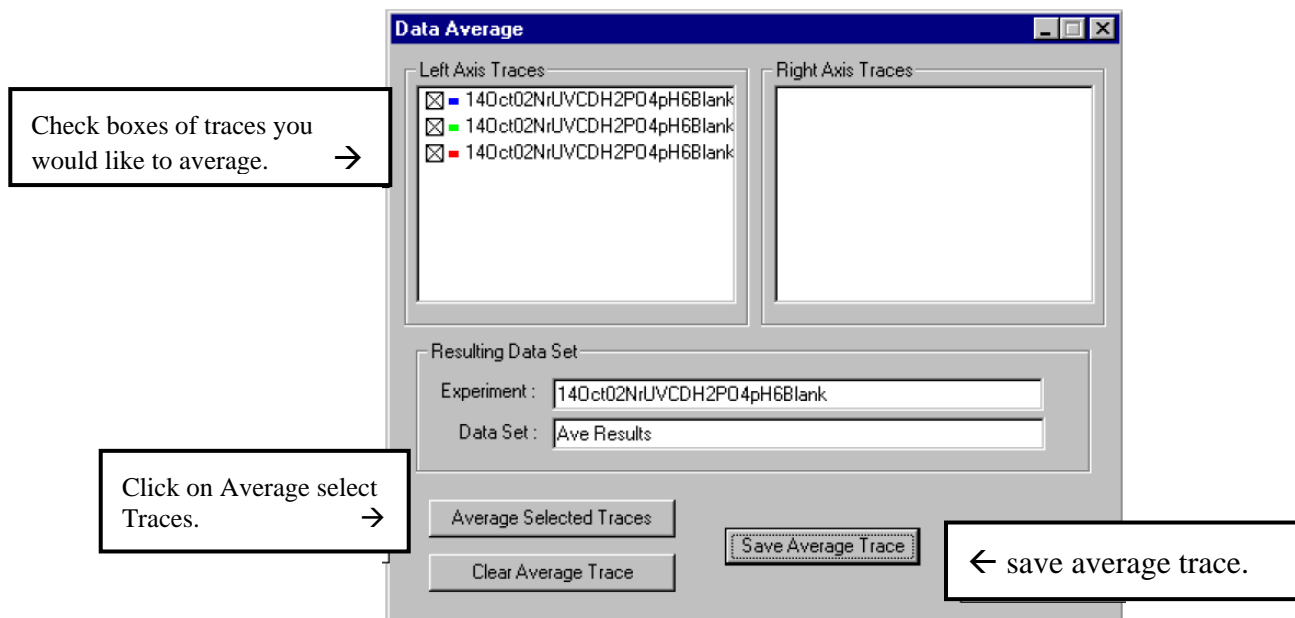 Data Average
Left Axis Traces
Right Axis Traces
14Oct02NrUVCDH2PO4pH6Blank
14Oct02NrUVCDH2PO4pH6Blank
14Oct02NrUVCDH2PO4pH6Blank
Check boxes of traces you
would like to average. →
Resulting Data Set
Experiment : 14Oct02NrUVCDH2PO4pH6Blank
Data Set : Ave Results
Click on Average select
Traces. →
Average Selected Traces
Save Average Trace
← save average trace.
Clear Average Trace